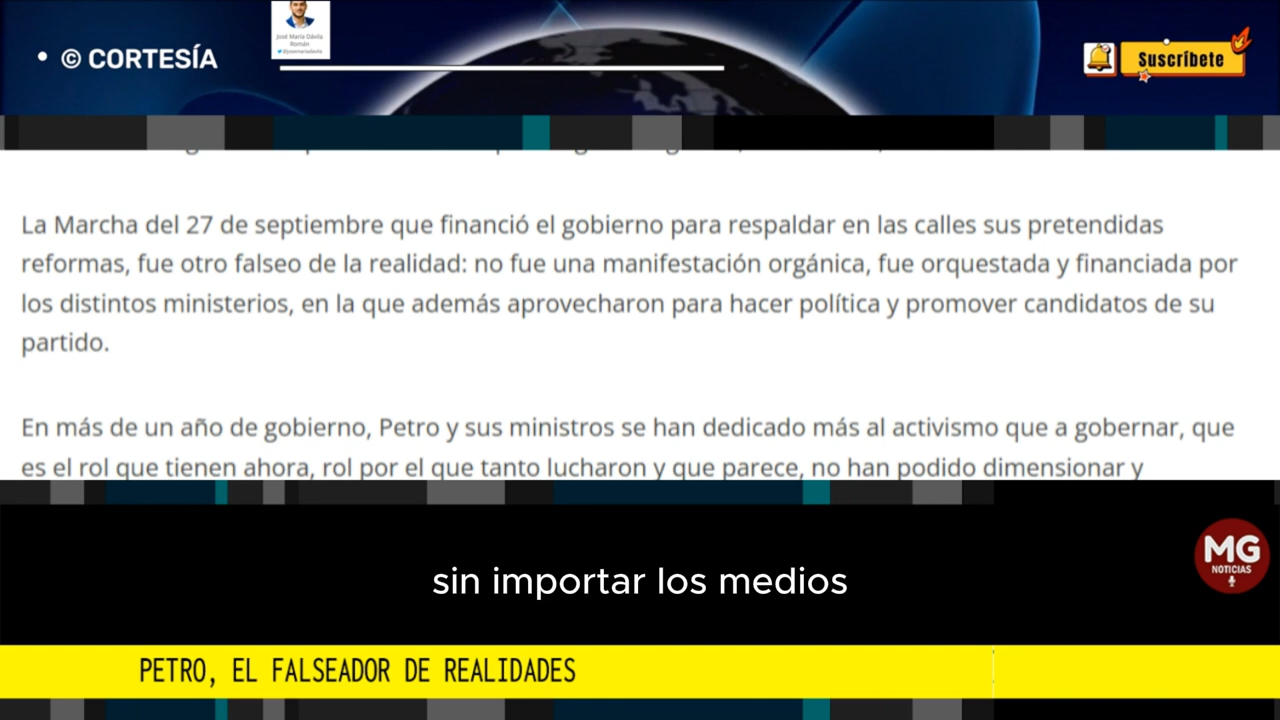 • © CORTESÍA
José María Dávila
Román
Suscríbete
La Marcha del 27 de septiembre que financió el gobierno para respaldar en las calles sus pretendidas
reformas, fue otro falseo de la realidad: no fue una manifestación orgánica, fue orquestada y financiada por
los distintos ministerios, en la que además aprovecharon para hacer política y promover candidatos de su
partido.
En más de un año de gobierno, Petro y sus ministros se han dedicado más al activismo que a gobernar, que
es el rol que tienen ahora, rol por el que tanto lucharon y que parece, no han podido dimensionar y
MG
NOTICIAS
sin importar los medios
PETRO, EL FALSEADOR DE REALIDADES